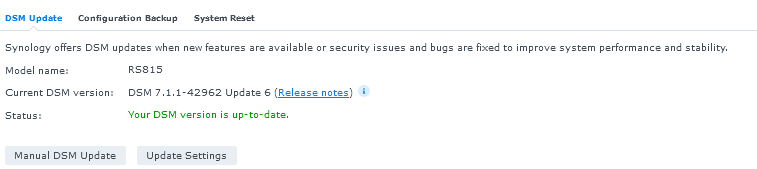 DSM Update Configuration Backup System Reset
Synology offers DSM updates when new features are available or security issues and bugs are fixed to improve system performance and stability.
Model name: RS815
Current DSM version: DSM 7.1.1-42962 Update 6 (Release notes) i
Status: Your DSM version is up-to-date.
Manual DSM Update Update Settings